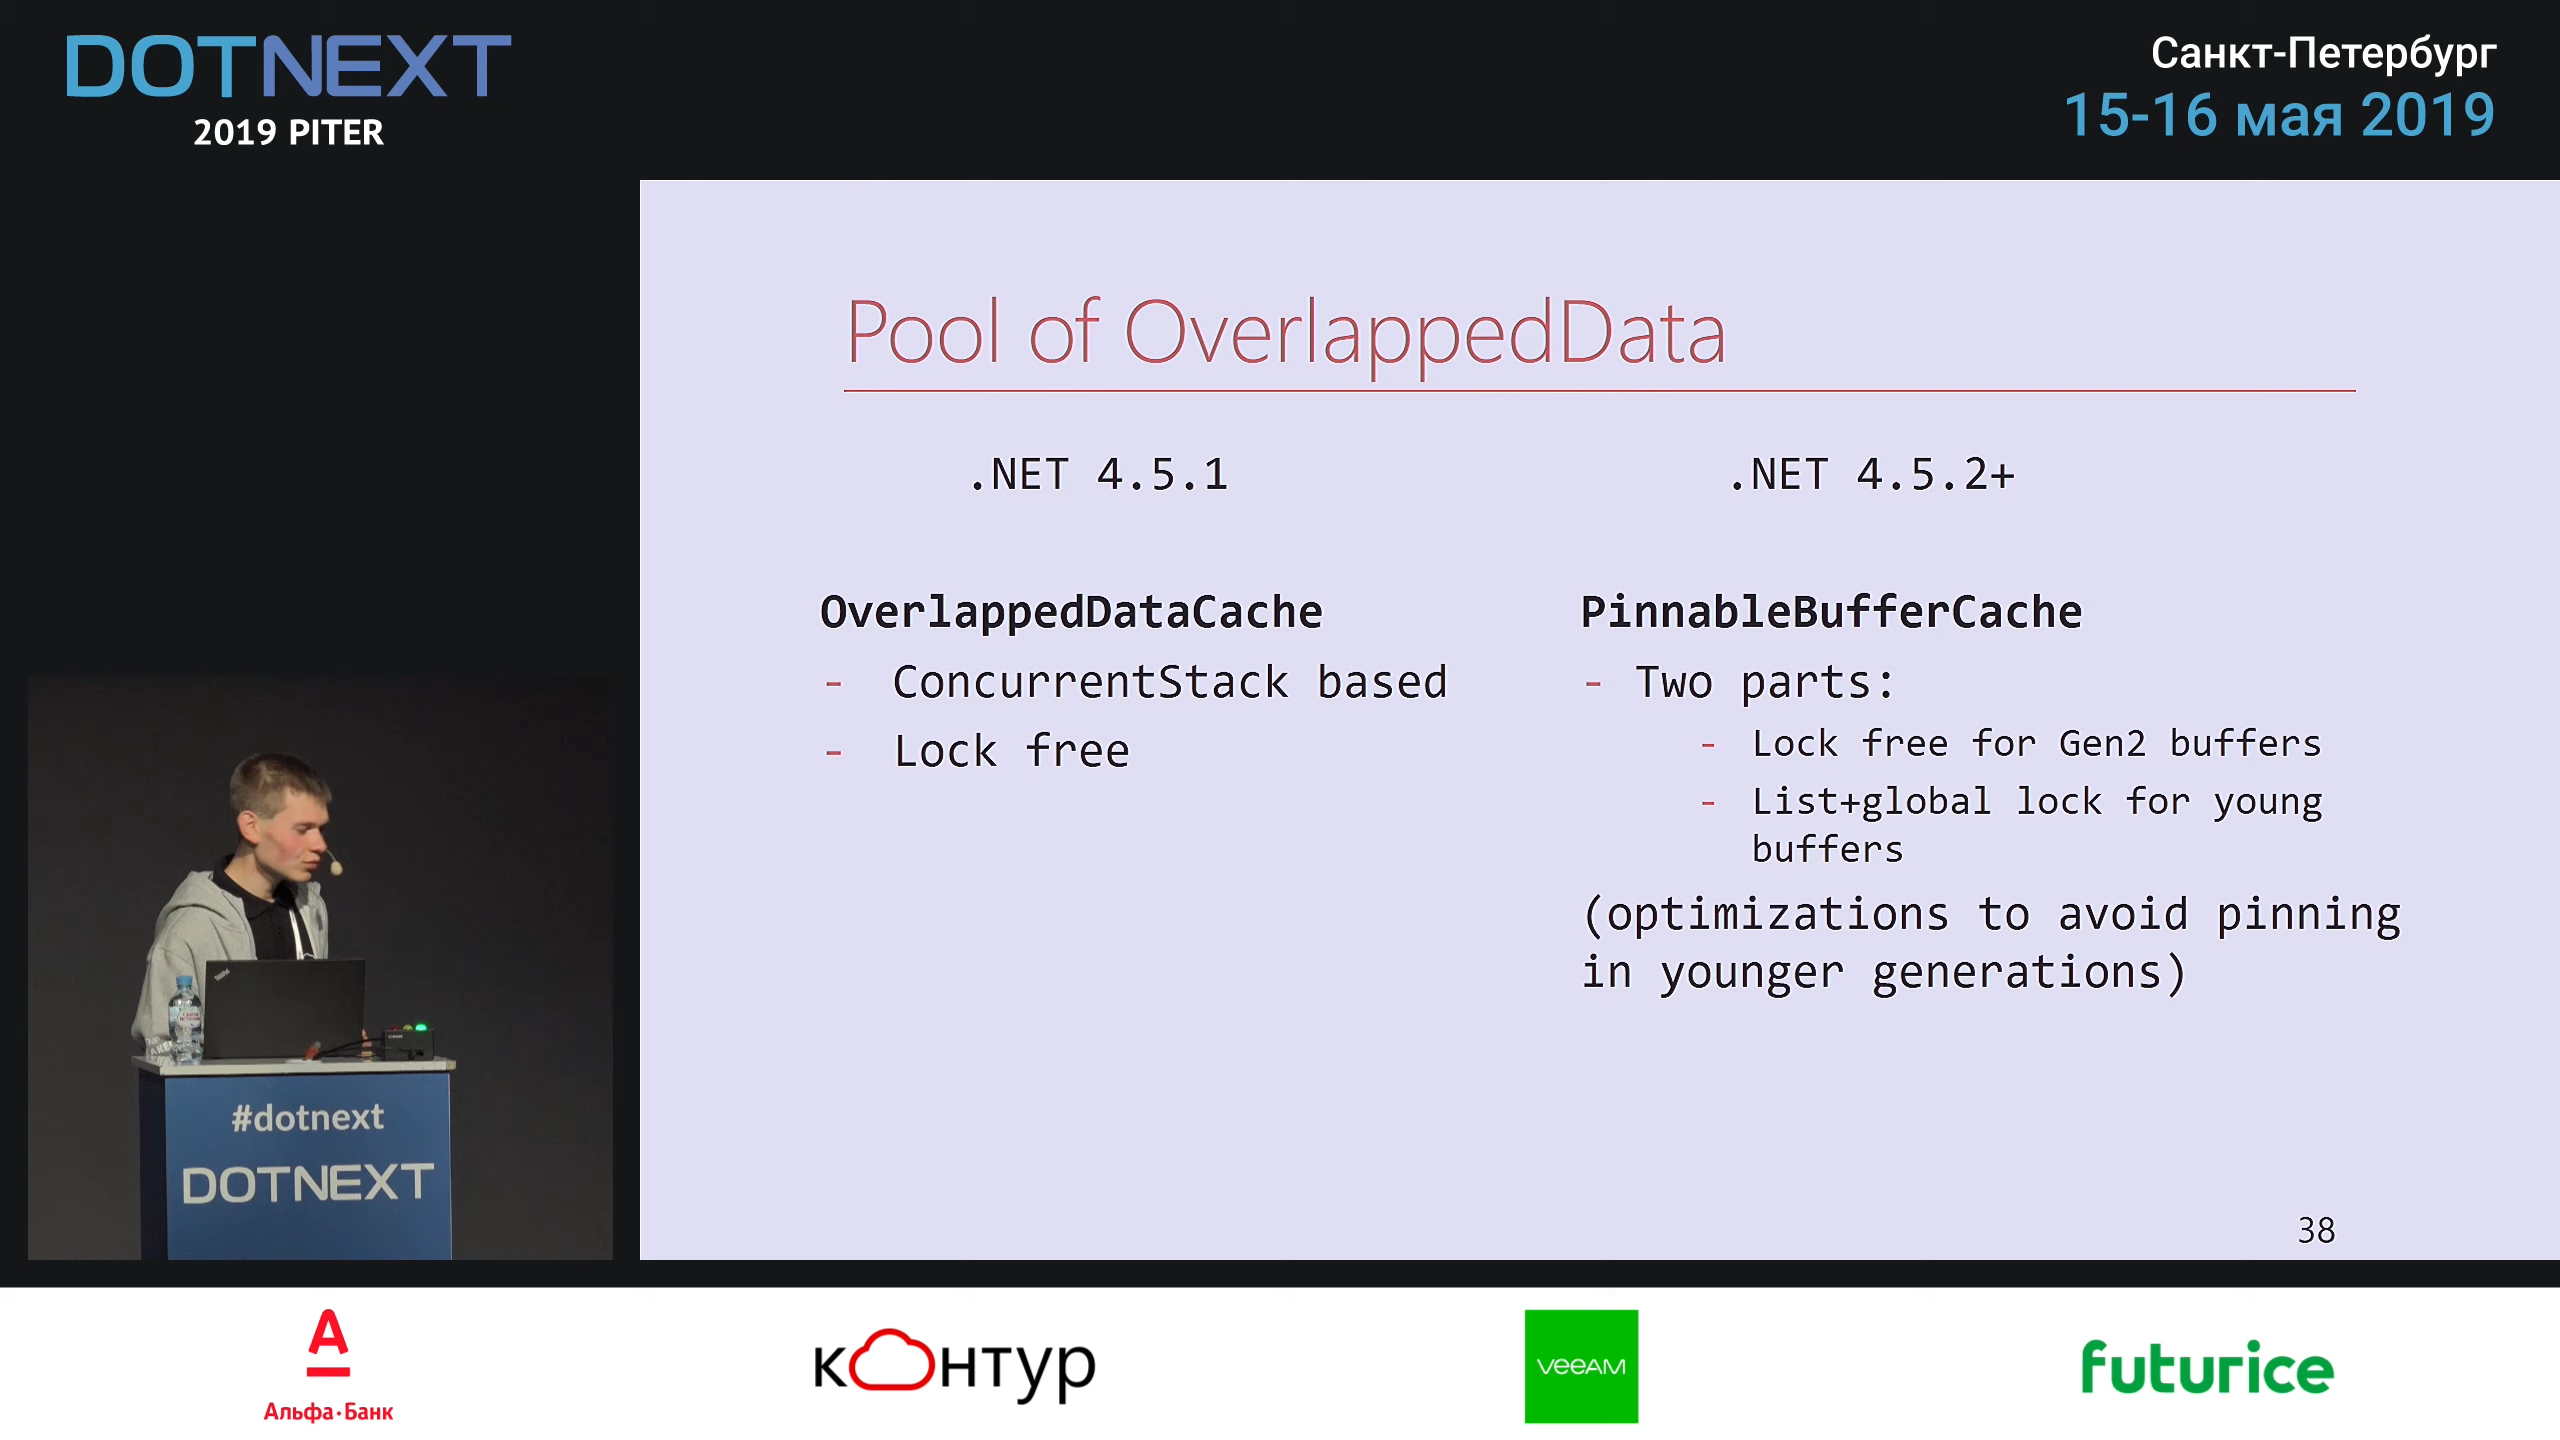 DOTNEXT
2019 PITER
Санкт-Петербург
15-16 мая 2019
Pool of OverlappedData
.NET 4.5.1
OverlappedDataCache
- ConcurrentStack based
- Lock free
.NET 4.5.2+
PinnableBufferCache
- Two parts:
- Lock free for Gen2 buffers
- List+global lock for young
buffers
(optimizations to avoid pinning
in younger generations)
38
#dotnext
DOTNEXT
Альфа·Банк
контур
veeam
futurice